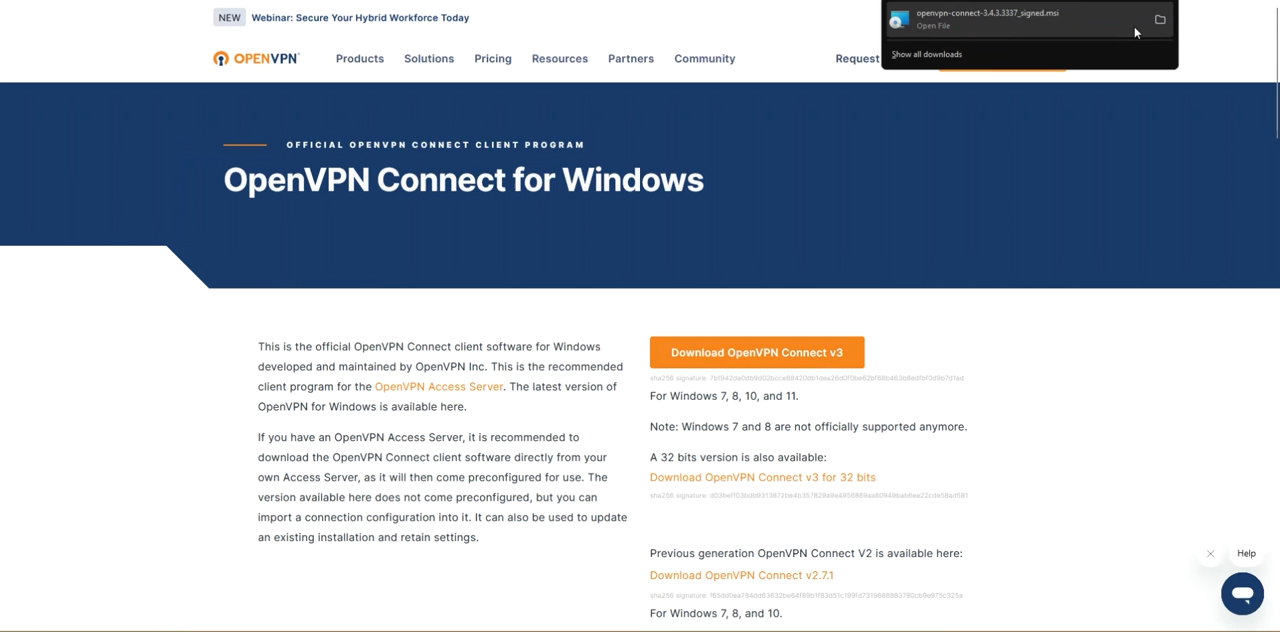 NEW Webinar: Secure Your Hybrid Workforce Today
openvpn-connect-3.4.3.3337_signed.msi
Open File
Show all downloads
OPENVPN Products Solutions Pricing Resources Partners Community Request
OFFICIAL OPENVPN CONNECT CLIENT PROGRAM
OpenVPN Connect for Windows
This is the official OpenVPN Connect client software for Windows
developed and maintained by OpenVPN Inc. This is the recommended
client program for the OpenVPN Access Server. The latest version of
OpenVPN for Windows is available here.
If you have an OpenVPN Access Server, it is recommended to
download the OpenVPN Connect client software directly from your
own Access Server, as it will then come preconfigured for use. The
version available here does not come preconfigured, but you can
import a connection configuration into it. It can also be used to update
an existing installation and retain settings.
Download OpenVPN Connect v3
sha256 signature:
For Windows 7, 8, 10, and 11.
Note: Windows 7 and 8 are not officially supported anymore.
A 32 bits version is also available:
Download OpenVPN Connect v3 for 32 bits
sha256 signature:
Previous generation OpenVPN Connect V2 is available here:
Download OpenVPN Connect v2.7.1
sha256 signature:
For Windows 7, 8, and 10.
Help